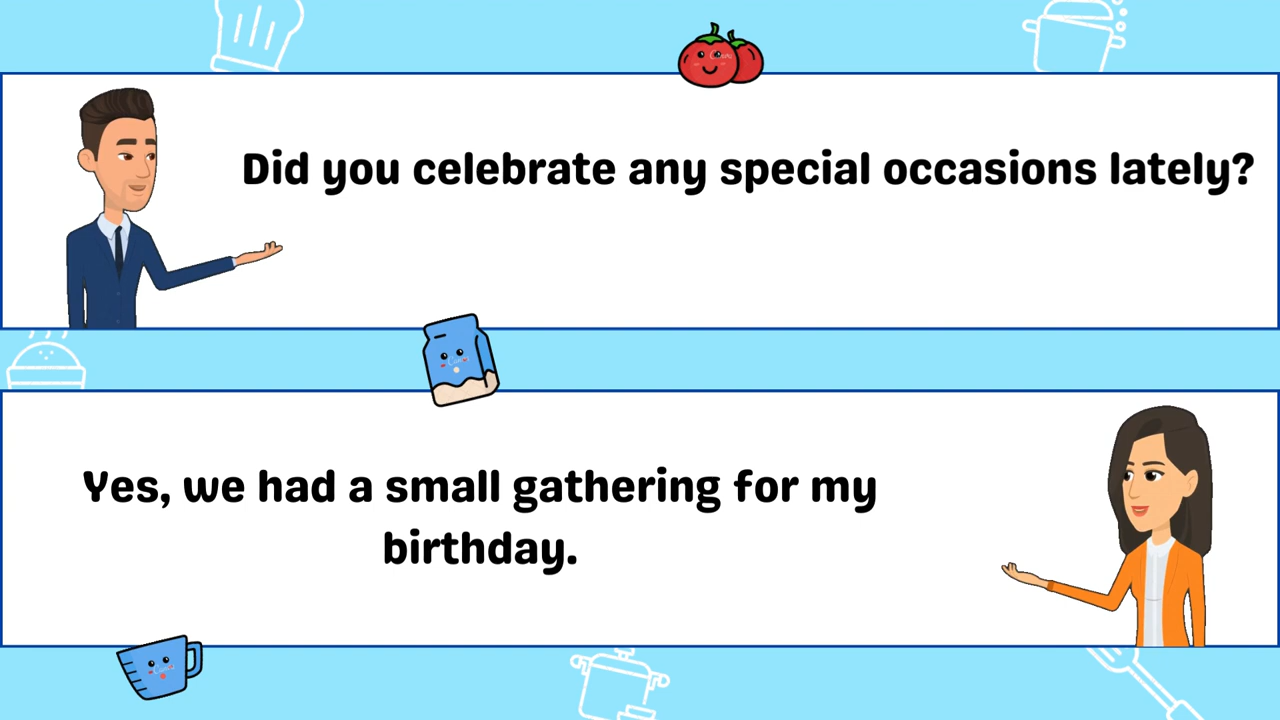 Did you celebrate any special occasions lately?
Yes, we had a small gathering for my
birthday.